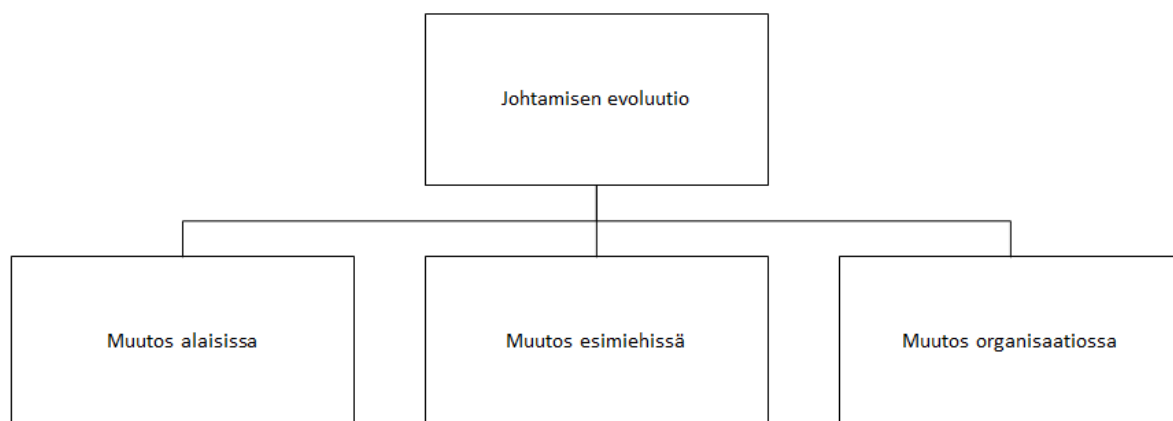 Johtamisen evoluutio
Muutos alaisissa
Muutos esimiehissä
Muutos organisaatiossa